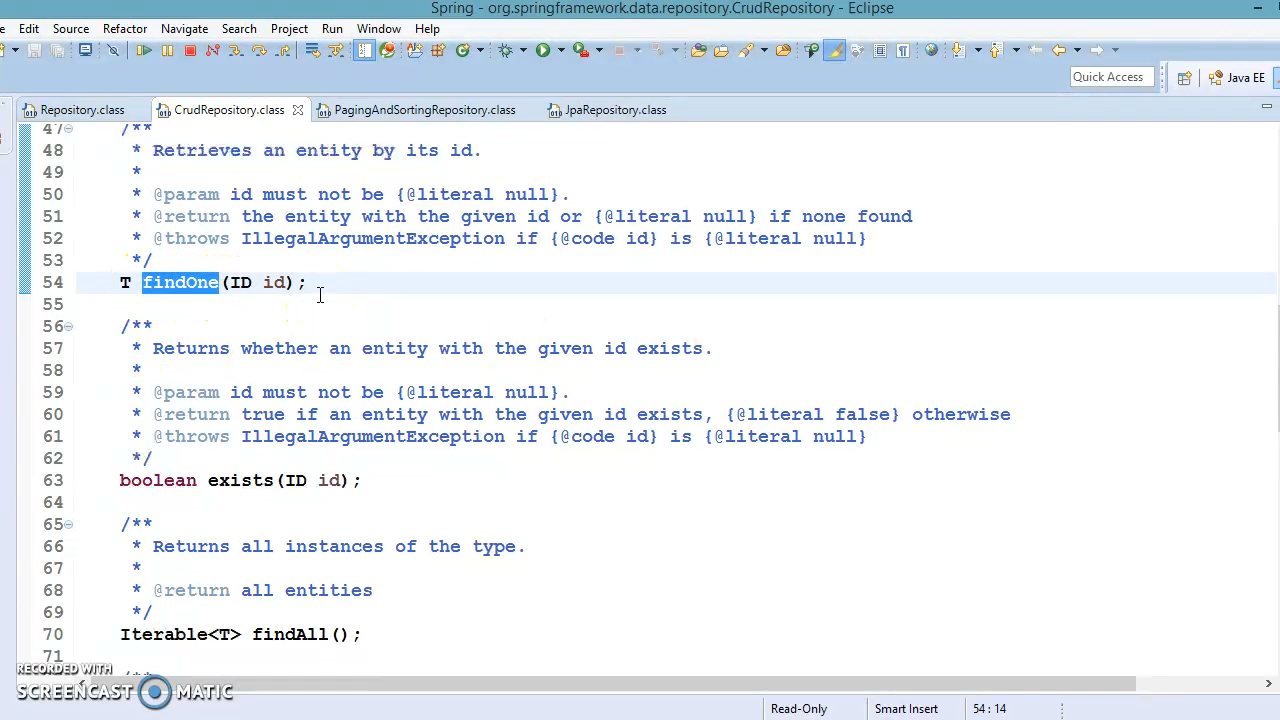 Spring - org.springframework.data.repository.CrudRepository - Eclipse
Edit Source Refactor Navigate Search Project Run Window Help
Quick Access Java EE
Repository.class CrudRepository.class PagingAndSortingRepository.class JpaRepository.class
47 /**
48 * Retrieves an entity by its id.
49 *
50 * @param id must not be {@literal null}.
51 * @return the entity with the given id or {@literal null} if none found
52 * @throws IllegalArgumentException if {@code id} is {@literal null}
53 */
54 T findOne(ID id);
55
56 /**
57 * Returns whether an entity with the given id exists.
58 *
59 * @param id must not be {@literal null}.
60 * @return true if an entity with the given id exists, {@literal false} otherwise
61 * @throws IllegalArgumentException if {@code id} is {@literal null}
62 */
63 boolean exists(ID id);
64
65 /**
66 * Returns all instances of the type.
67 *
68 * @return all entities
69 */
70 Iterable<T> findAll();
71
RECORDED WITH
SCREENCAST MATIC
Read-Only Smart Insert 54 : 14